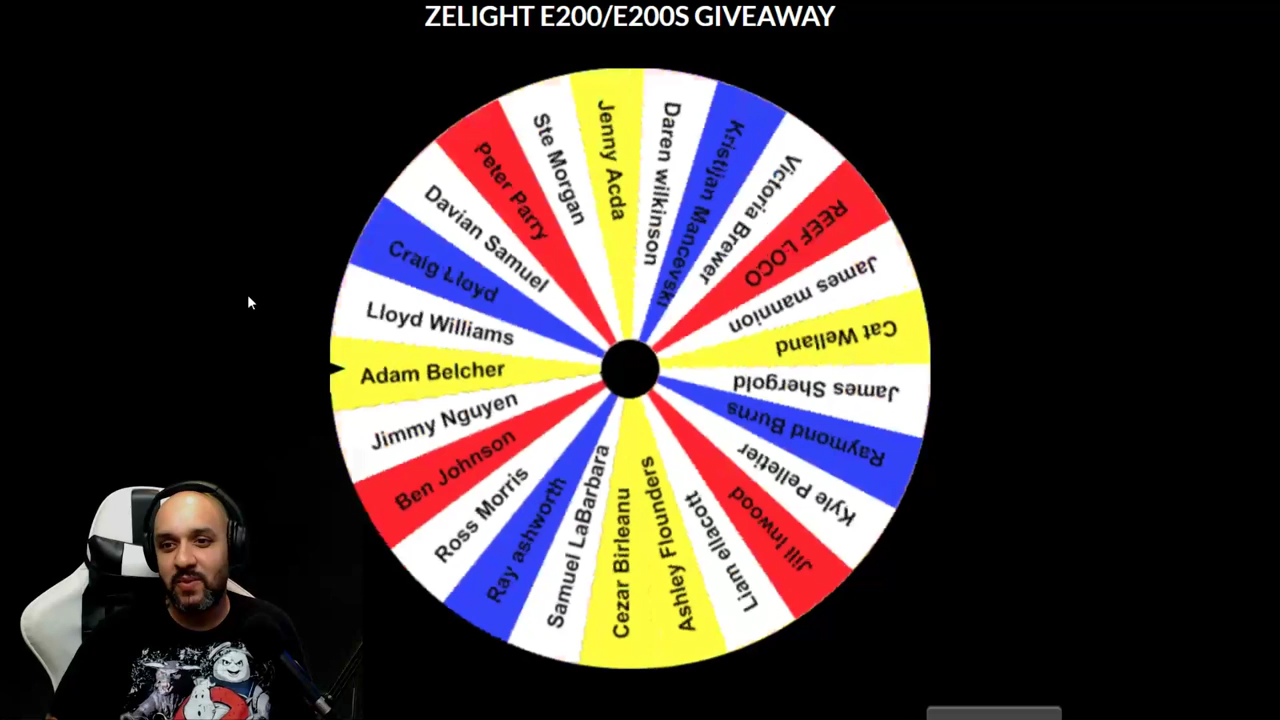 ZELIGHT E200/E200S GIVEAWAY
Jenny Acda
Daren wilkinson
Kristijan Mancevski
Victoria Brewer
REEF LOCO
James mannion
Cat Welland
James Shergold
Raymond Burns
Kyle Pelletier
Jill Inwood
Liam ellacott
Ashley Flounders
Cezar Birleanu
Samuel LaBarbara
Ray ashworth
Ross Morris
Ben Johnson
Jimmy Nguyen
Adam Belcher
Lloyd Williams
Craig Lloyd
Davian Samuel
Peter Parry
Ste Morgan